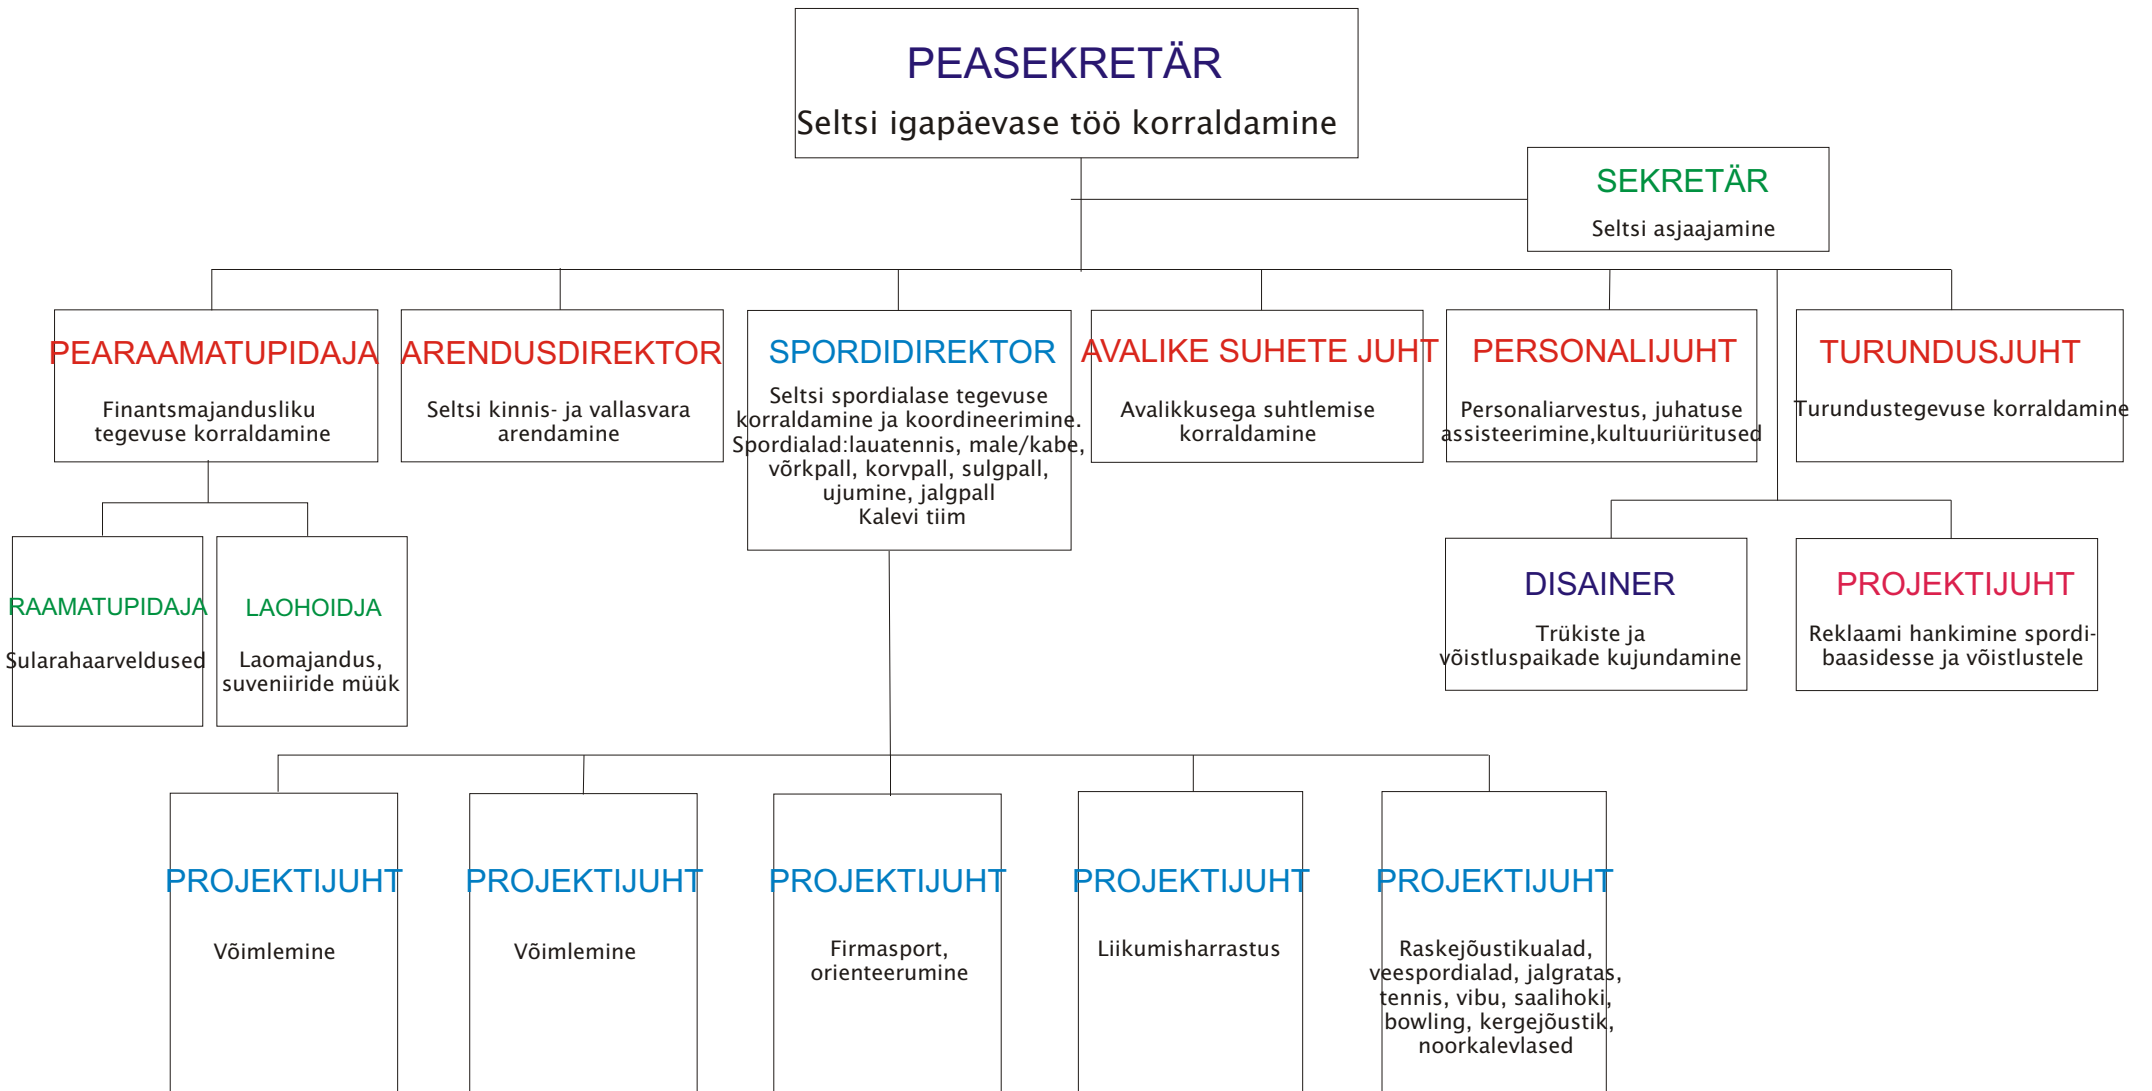 PEASEKRETÄR
Seltsi igapäevase töö korraldamine
SEKRETÄR
Seltsi asjaajamine
PEARAAMATUPIDAJA
Finantsmajandusliku
tegevuse korraldamine
ARENDUSDIREKTOR
Seltsi kinnis- ja vallasvara
arendamine
SPORDIDIREKTOR
Seltsi spordialase tegevuse
korraldamine ja koordineerimine.
Spordialad:lauatennis, male/kabe,
võrkpall, korvpall, sulgpall,
ujumine, jalgpall
Kalevi tiim
AVALIKE SUHETE JUHT
Avalikkusega suhtlemise
korraldamine
PERSONALIJUHT
Personaliarvestus, juhatuse
assisteerimine,kultuuriüritused
TURUNDUSJUHT
Turundustegevuse korraldamine
RAAMATUPIDAJA
Sularahaarveldused
LAOHOIDJA
Laomajandus,
suveniiride müük
DISAINER
Trükiste ja
võistluspaikade kujundamine
PROJEKTIJUHT
Reklaami hankimine spordi-
baasidesse ja võistlustele
PROJEKTIJUHT
Võimlemine
PROJEKTIJUHT
Võimlemine
PROJEKTIJUHT
Firmasport,
orienteerumine
PROJEKTIJUHT
Liikumisharrastus
PROJEKTIJUHT
Raskejõustikualad,
veespordialad, jalgratas,
tennis, vibu, saalihoki,
bowling, kergejõustik,
noorkalevlased